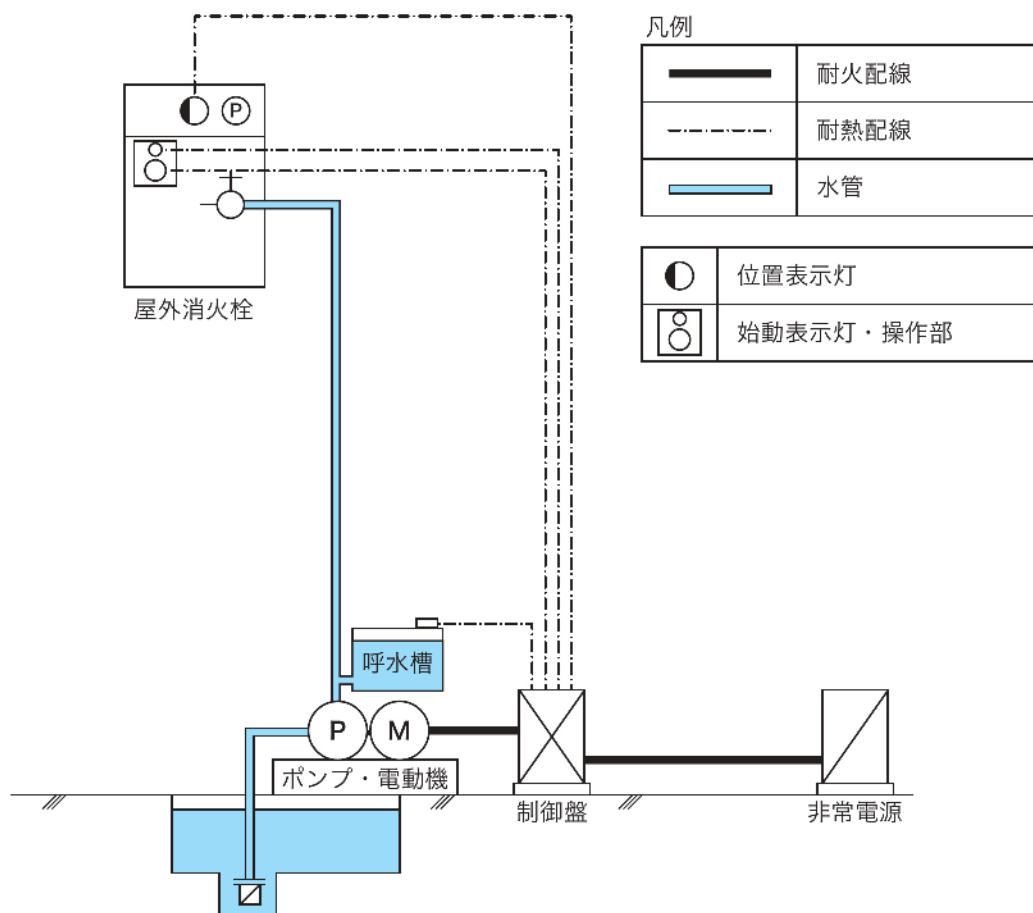 凡例
耐火配線
耐熱配線
水管
位置表示灯
始動表示灯・操作部
P
屋外消火栓
呼水槽
P M
ポンプ・電動機
制御盤
非常電源